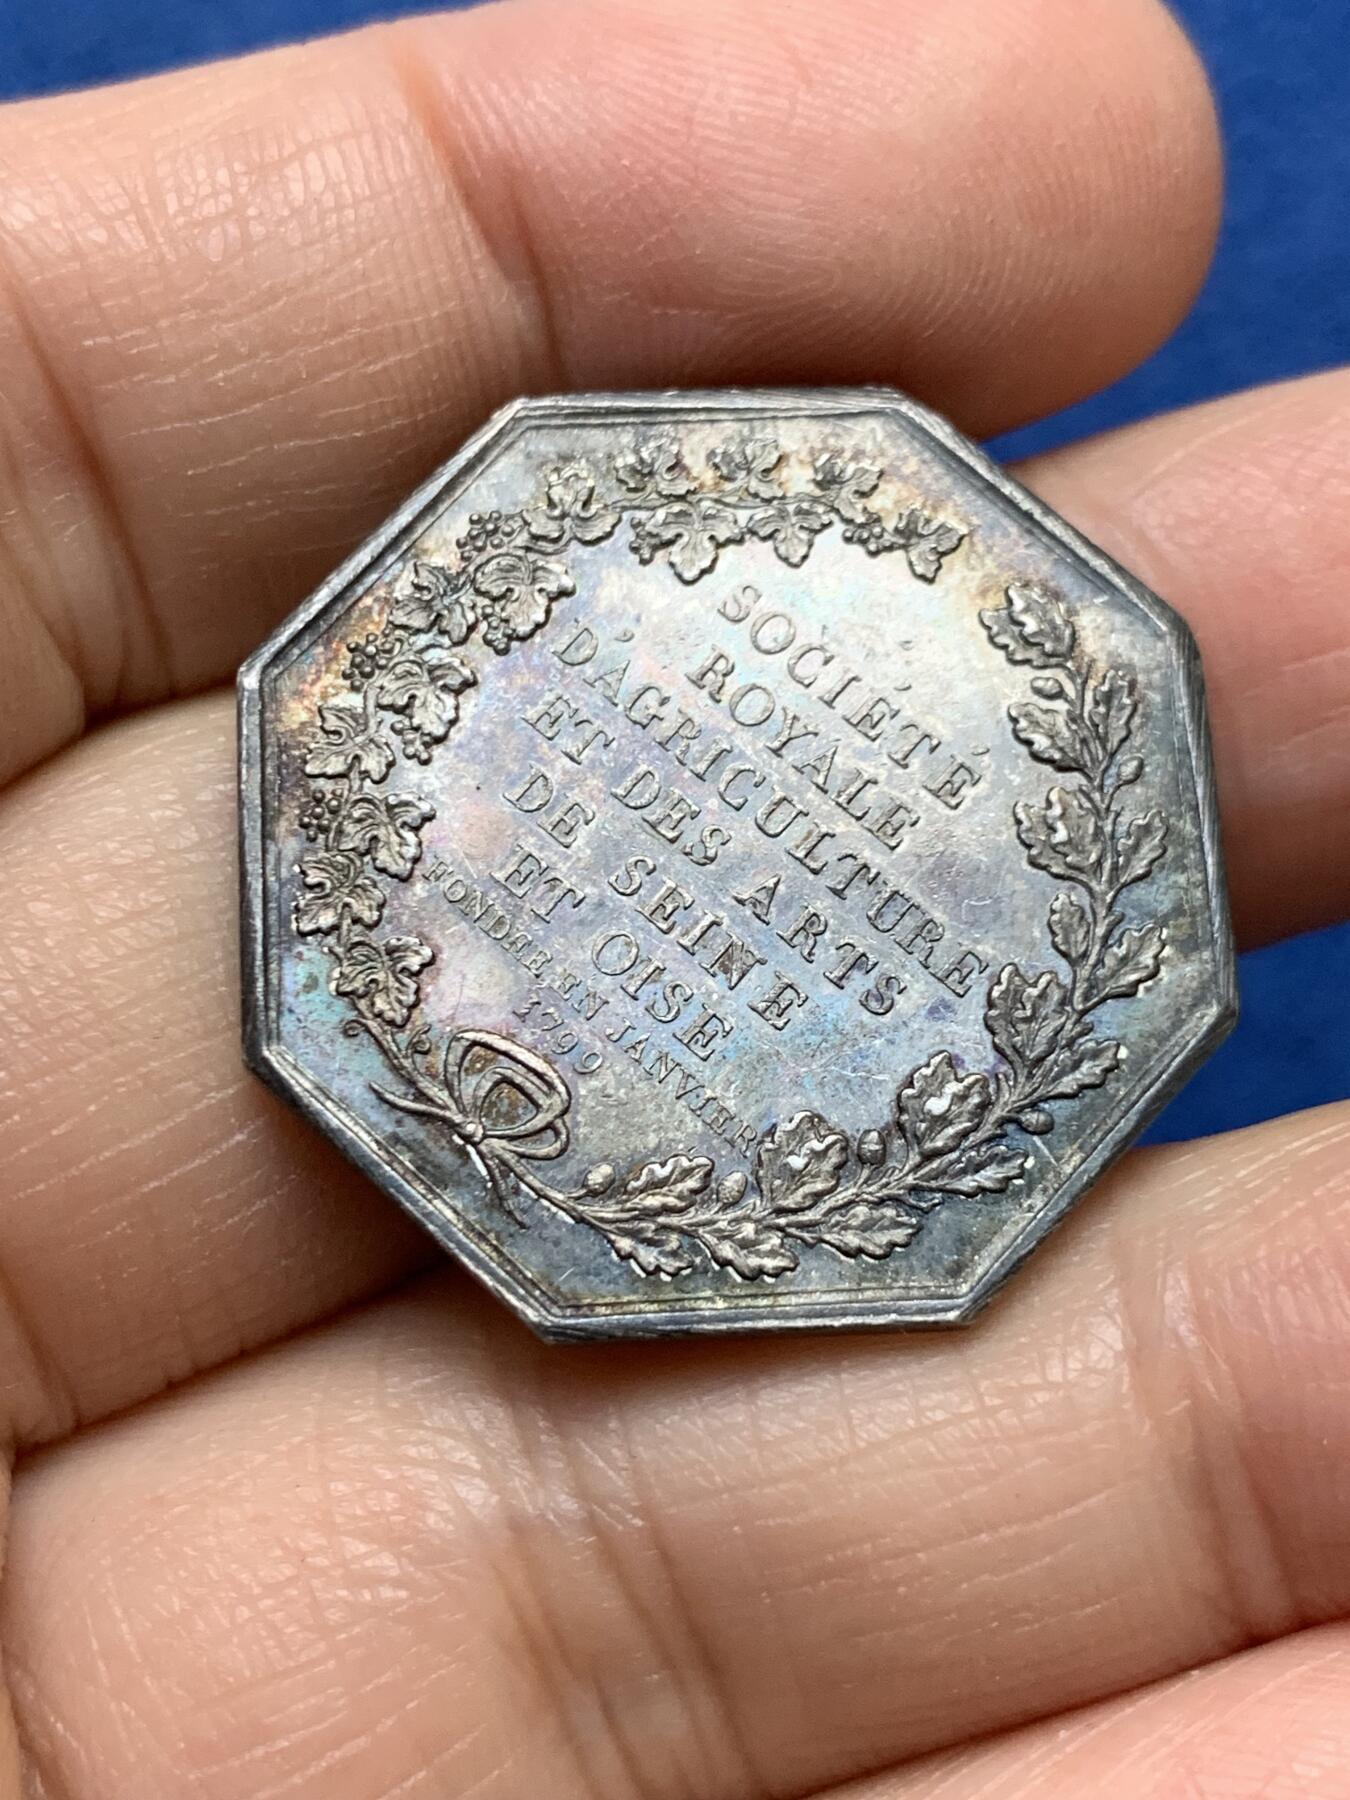 SOCIÉTÉ
ROYALE
D'AGRICULTURE
ET DES ARTS
DE SEINE
ET OISE
FONDÉE EN JANVIER
1799